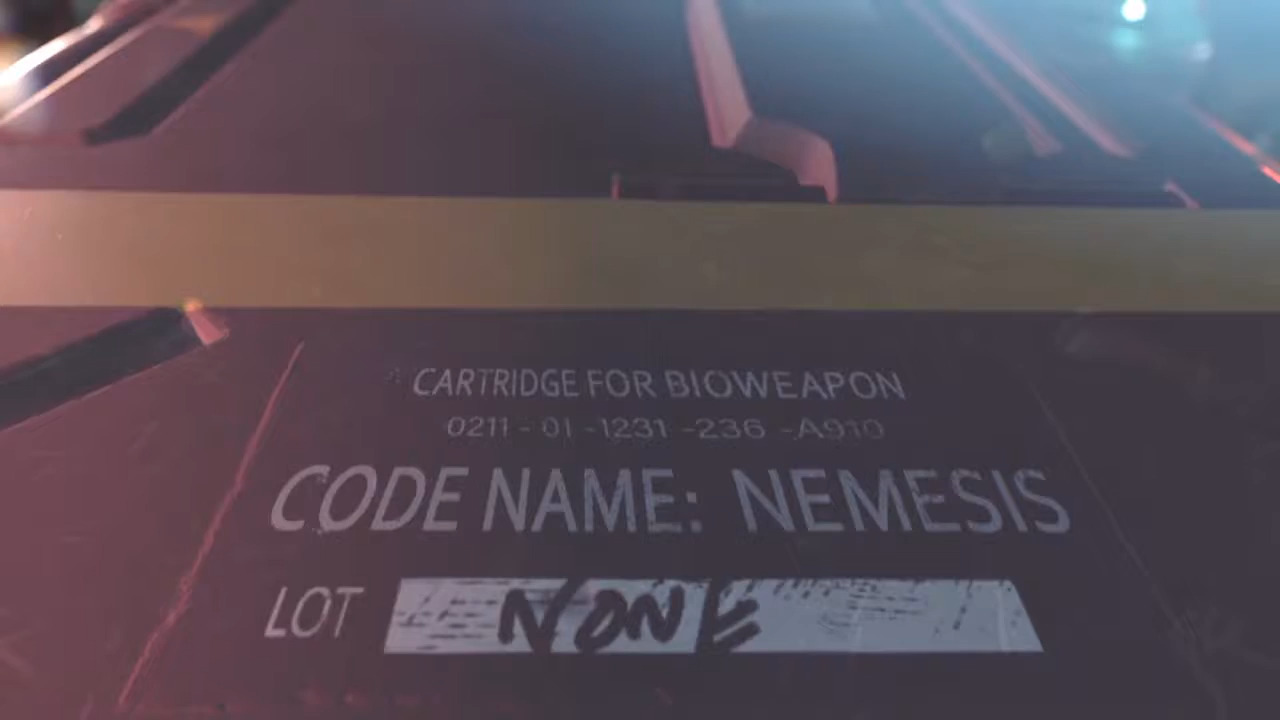 CARTRIDGE FOR BIOWEAPON
0211 - 01 -1231 -236 -A910
CODE NAME: NEMESIS
LOT NONE